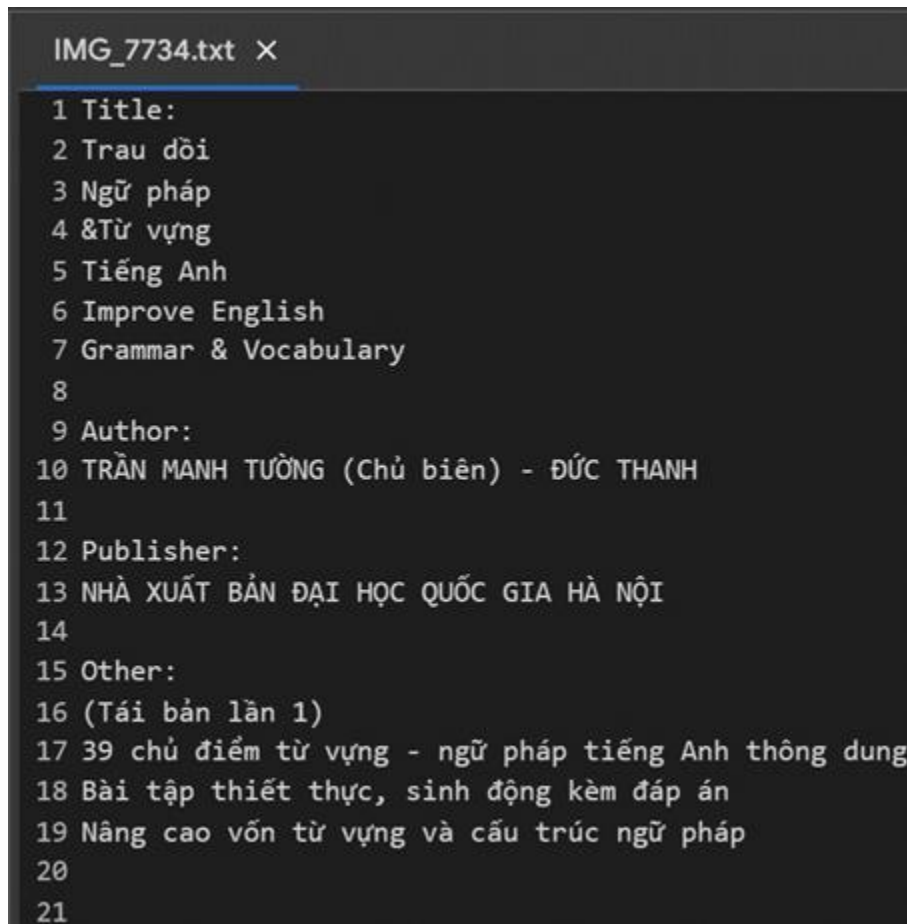 IMG_7734.txt ×
1 Title:
2 Trau dồi
3 Ngữ pháp
4 &Từ vựng
5 Tiếng Anh
6 Improve English
7 Grammar & Vocabulary
8
9 Author:
10 TRẦN MANH TƯỜNG (Chủ biên) - ĐỨC THANH
11
12 Publisher:
13 NHÀ XUẤT BẢN ĐẠI HỌC QUỐC GIA HÀ NỘI
14
15 Other:
16 (Tái bản lần 1)
17 39 chủ điểm từ vựng - ngữ pháp tiếng Anh thông dung
18 Bài tập thiết thực, sinh động kèm đáp án
19 Nâng cao vốn từ vựng và cấu trúc ngữ pháp
20
21